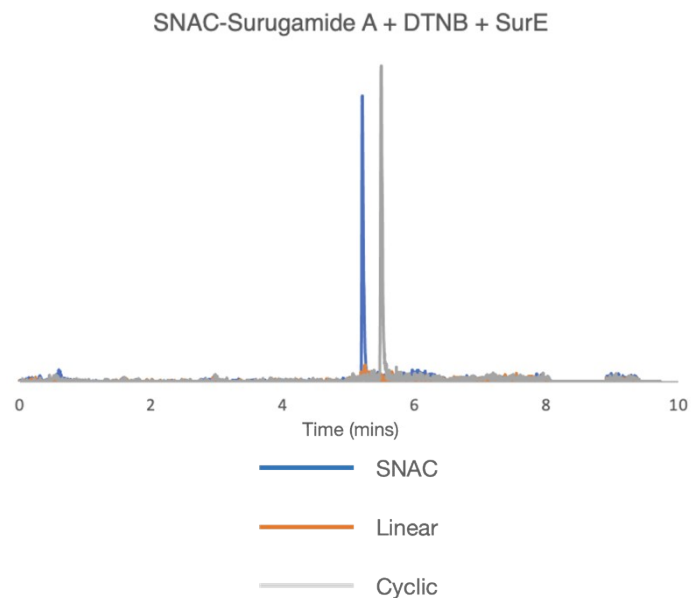 SNAC-Surugamide A + DTNB + SurE
0 2 4 6 8 10
Time (mins)
SNAC
Linear
Cyclic